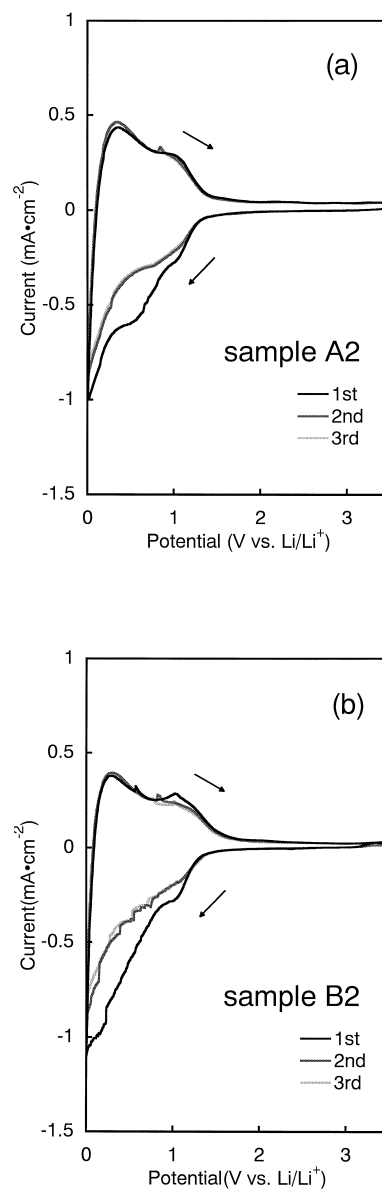 (a)
1
0.5
0
-0.5
-1
-1.5
Current (mA•cm⁻²)
sample A2
1st
2nd
3rd
0 1 2 3
Potential (V vs. Li/Li⁺)
(b)
1
0.5
0
-0.5
-1
-1.5
Current(mA•cm⁻²)
sample B2
1st
2nd
3rd
0 1 2 3
Potential(V vs. Li/Li⁺)